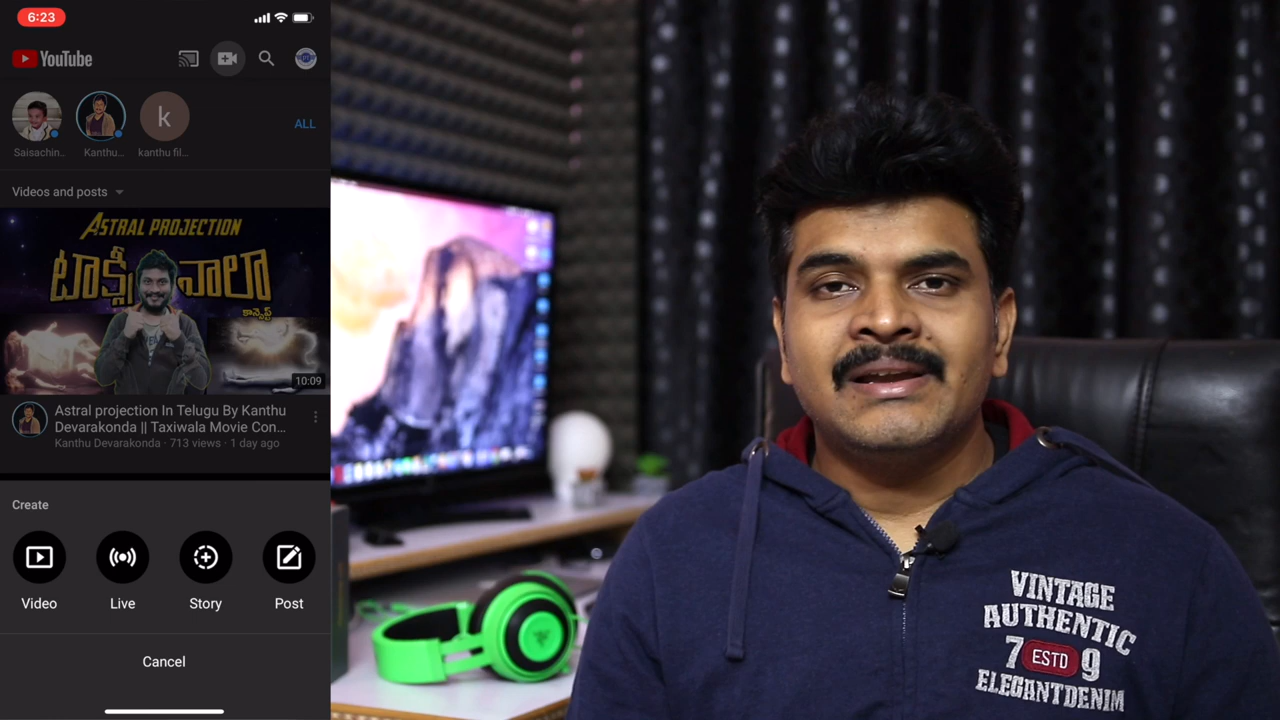 6:23
YouTube
k
Saisachin..
Kanthu...
kanthu fil...
ALL
Videos and posts
ASTRAL PROJECTION
టాక్సీవాలా
కాన్సెప్ట్
10:09
Astral projection In Telugu By Kanthu
Devarakonda || Taxiwala Movie Con...
Kanthu Devarakonda · 713 views · 1 day ago
Create
Video
Live
Story
Post
Cancel
VINTAGE
AUTHENTIC
7 ESTD 9
ELEGANTDENIM